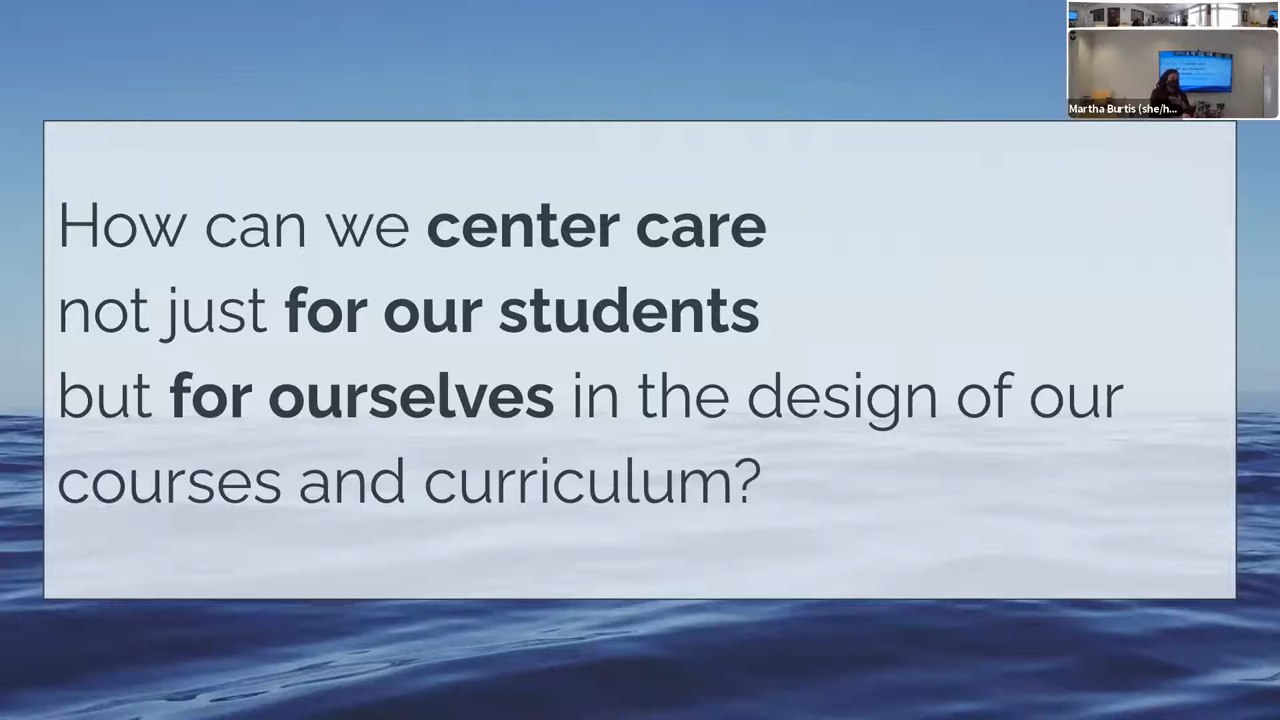 Martha Burtis (she/h...
How can we center care
not just for our students
but for ourselves in the design of our
courses and curriculum?